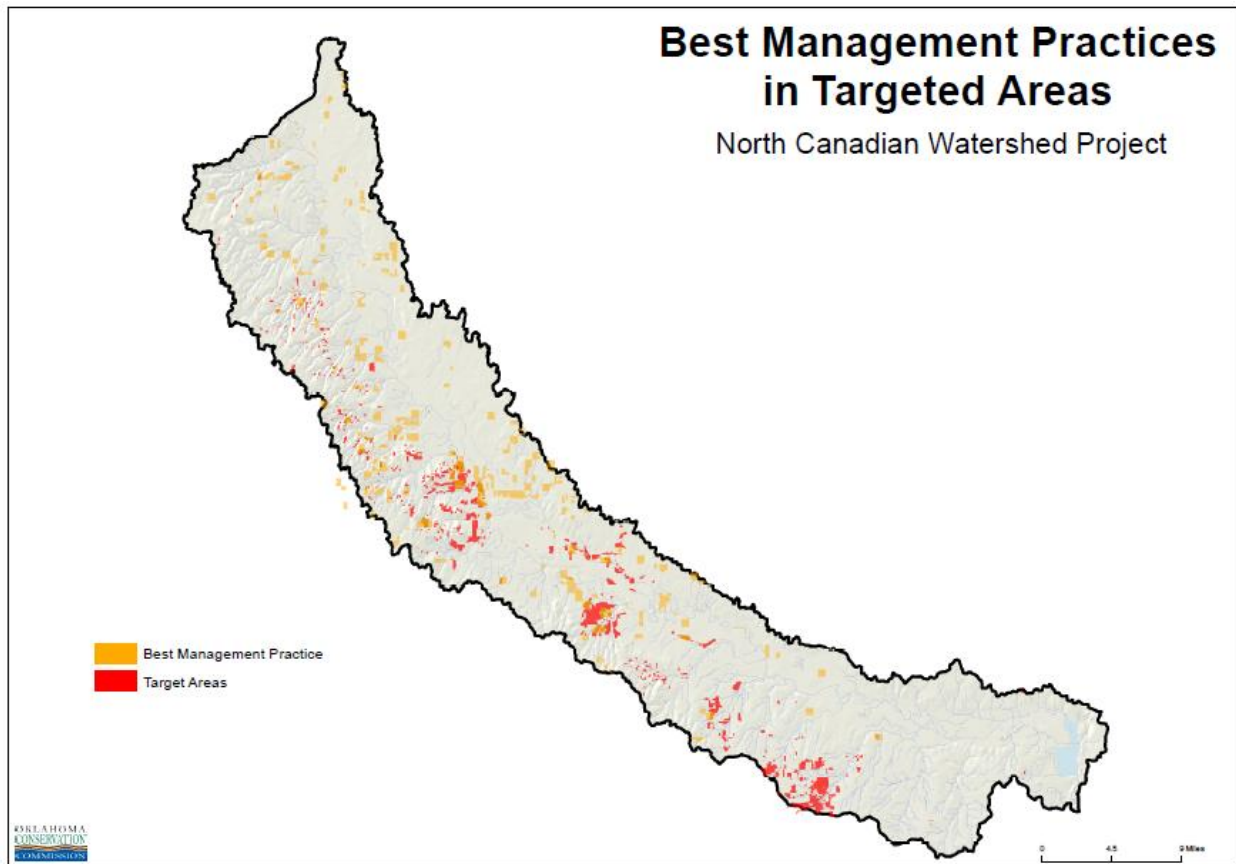 Best Management Practices
in Targeted Areas
North Canadian Watershed Project
Best Management Practice
Target Areas
OKLAHOMA
CONSERVATION
COMMISSION
0 4.5 9 Miles